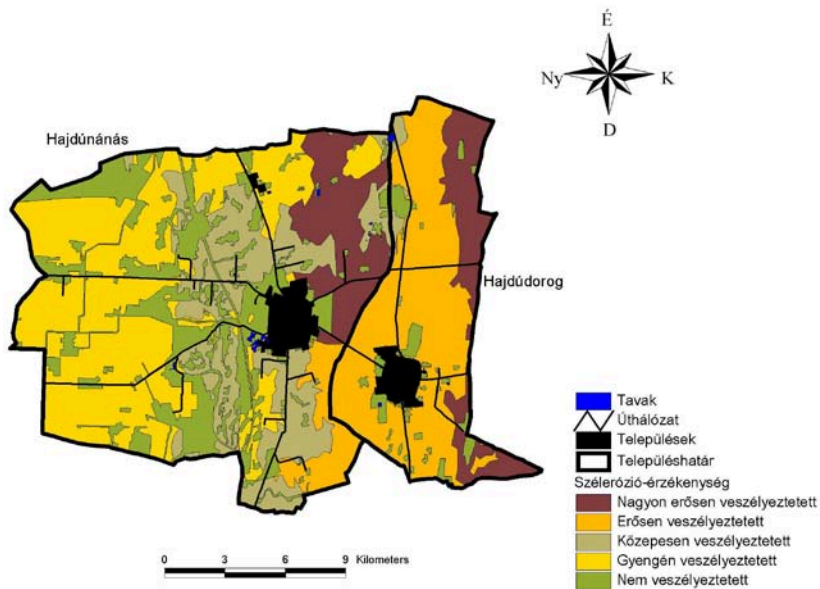 É
Ny
K
D
Hajdúnánás
Hajdúdorog
Tavak
Úthálózat
Települések
Településhatár
Szélerózió-érzékenység
Nagyon erősen veszélyeztetett
Erősen veszélyeztetett
Közepesen veszélyeztetett
Gyengén veszélyeztetett
Nem veszélyeztetett
0 3 6 9 Kilometers